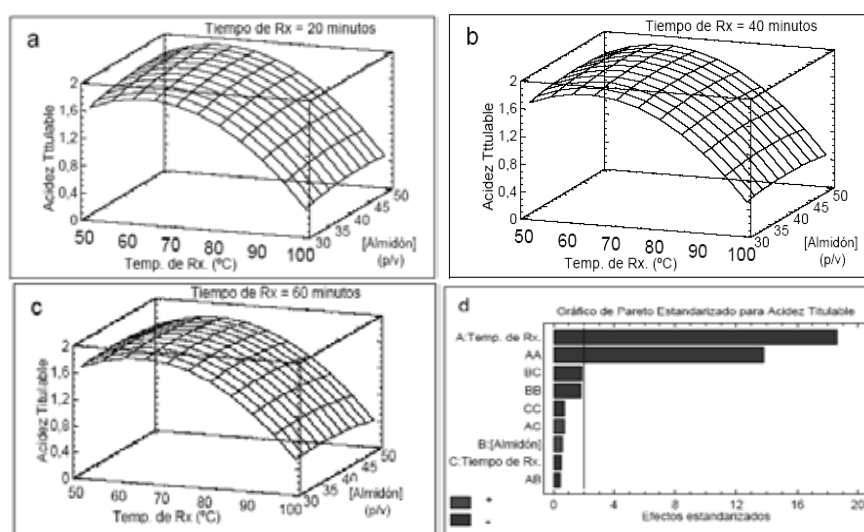 a
Tiempo de Rx = 20 minutos
Acidez Tttulable
2
1,6
1,2
0,8
0,4
0
50 60 70 80 90 100
Temp. de Rx. (ºC)
30 35 40 45 50
[Almidón]
(p/v)
b
Tiempo de Rx = 40 minutos
Acidez Titulable
2
1,6
1,2
0,8
0,4
0
50 60 70 80 90 100
Temp. de Rx. (ºC)
30 35 40 45 50
[Almidón]
(p/v)
c
Tiempo de Rx = 60 minutos
Acidez Titulable
2
1,6
1,2
0,8
0,4
0
50 60 70 80 90 100
Temp. de Rx (ºC)
30 35 40 45 50
[Almidón]
(p/v)
d
Gráfico de Pareto Estandarizado para Acidez Titulable
A:Temp. de Rx.
AA
BC
BB
CC
AC
B:[Almidón]
C:Tiempo de Rx.
AB
0 4 8 12 16 20
Efectos estandarizados
+
-